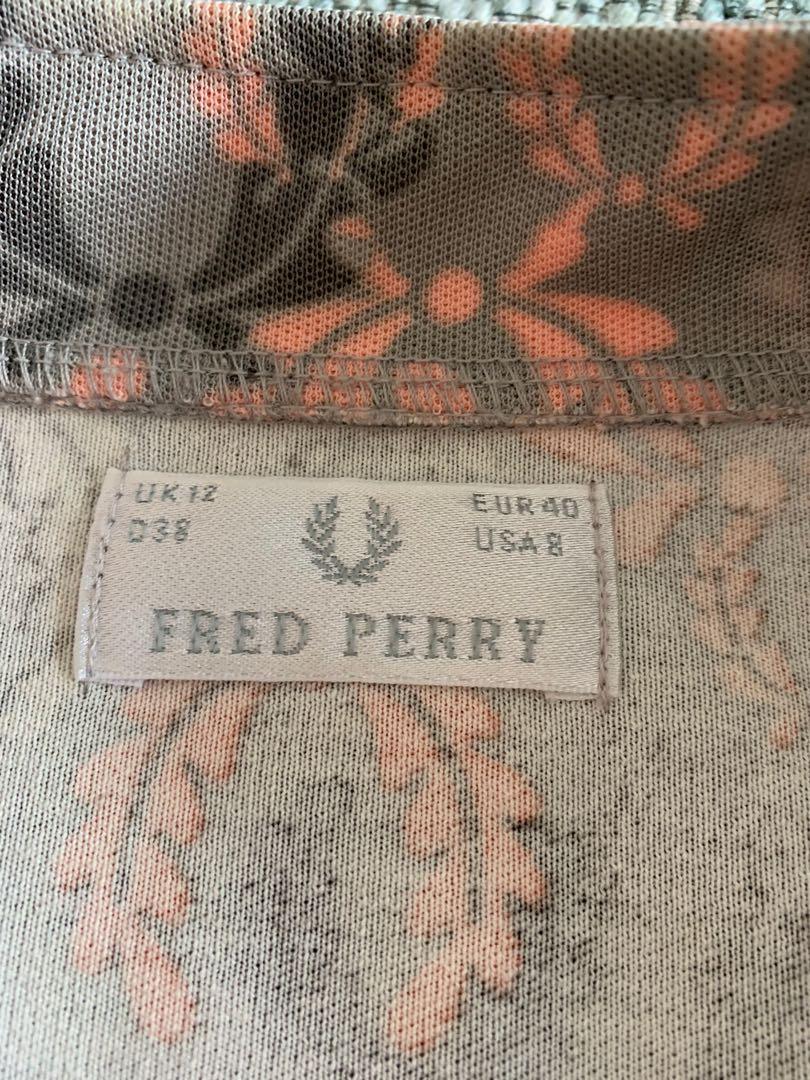 UK 12 EUR 40
D 38 USA 8
FRED PERRY